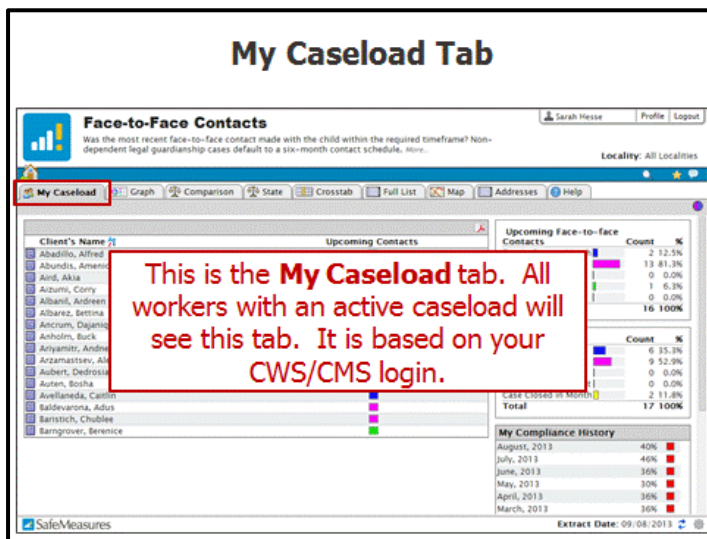 My Caseload Tab
Face-to-Face Contacts
Was the most recent face-to-face contact made with the child within the required timeframe? Non-
dependent legal guardianship cases default to a six-month contact schedule. More...
Sarah Hesse
Profile
Logout
Locality: All Localities
My Caseload
Graph
Comparison
State
Crosstab
Full List
Map
Addresses
Help
Client's Name
Upcoming Contacts
Abadillo, Alfred
Abundis, Americ
Aird, Akia
Aizumi, Corry
Albanil, Ardreen
Albarez, Bettina
Ancrum, Dajaniq
Anholm, Buck
Ariyamitr, Andne
Arzamastsev, Ale
Aubert, Dedrosia
Auten, Bosha
Avellaneda, Caitlin
Baldevarona, Adus
Baristich, Chublee
Barngrover, Berenice
This is the My Caseload tab. All
workers with an active caseload will
see this tab. It is based on your
CWS/CMS login.
Upcoming Face-to-face
Contacts Count %
2 12.5%
13 81.3%
0 0.0%
1 6.3%
0 0.0%
16 100%
Count %
6 35.3%
9 52.9%
0 0.0%
0 0.0%
Case Closed in Month 2 11.8%
Total 17 100%
My Compliance History
August, 2013 40%
July, 2013 46%
June, 2013 36%
May, 2013 30%
April, 2013 36%
March, 2013 36%
SafeMeasures
Extract Date: 09/08/2013